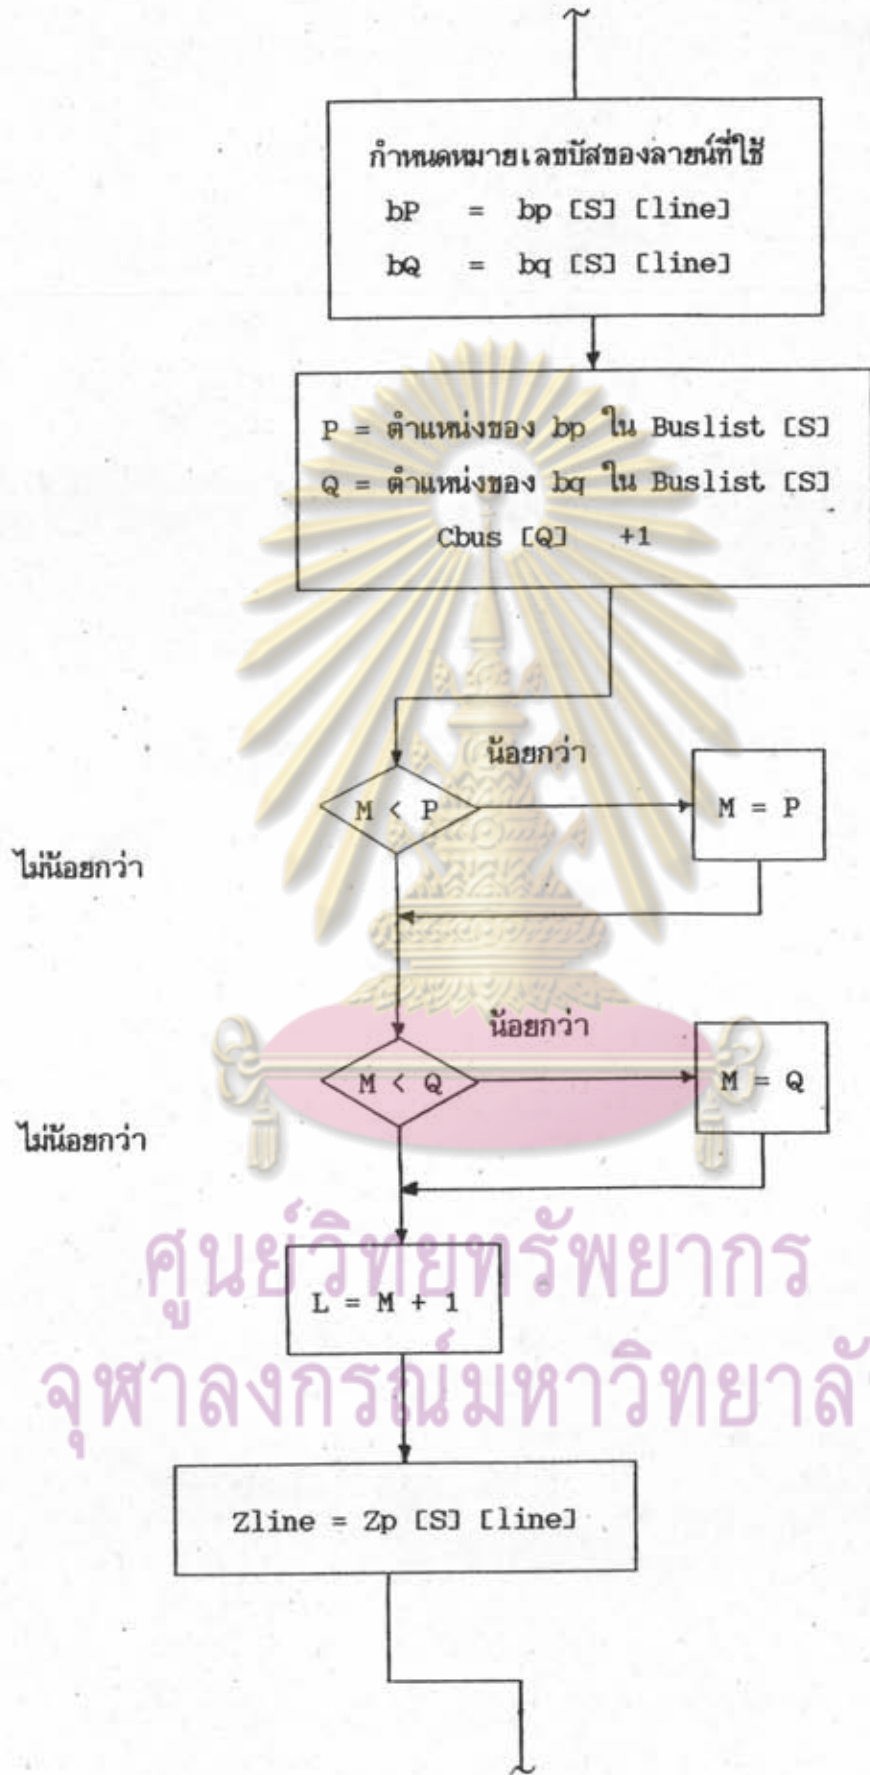 กำหนดหมายเลขบัสของลายน์ที่ใช้
bP = bp [S] [line]
bQ = bq [S] [line]
P = ตำแหน่งของ bp ใน Buslist [S]
Q = ตำแหน่งของ bq ใน Buslist [S]
Cbus [Q] +1
น้อยกว่า
M < P
M = P
ไม่น้อยกว่า
น้อยกว่า
M < Q
M = Q
ไม่น้อยกว่า
ศูนย์วิทยทรัพยากร
L = M + 1
จุฬาลงกรณ์มหาวิทยาลั
Zline = Zp [S] [line]